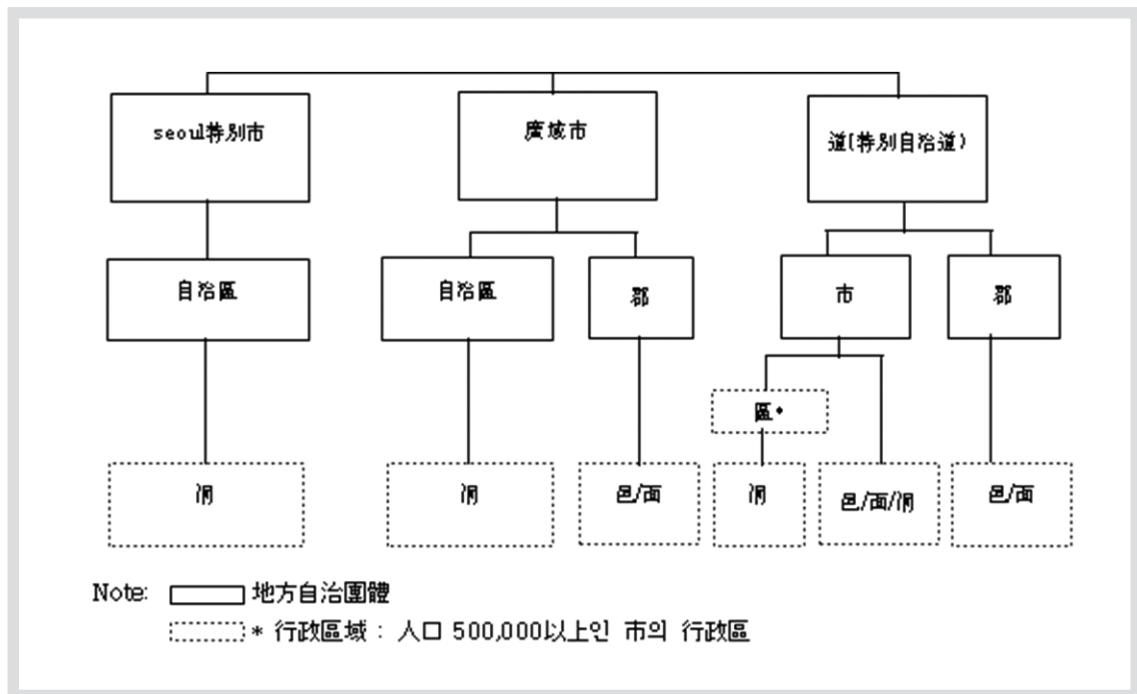 seoul特別市
廣域市
道(特別自治道)
自治區
自治區
郡
市
郡
區*
洞
洞
邑/面
洞
邑/面/洞
邑/面
Note: 地方自治團體
* 行政區域 : 人口 500,000以上인 市의 行政區